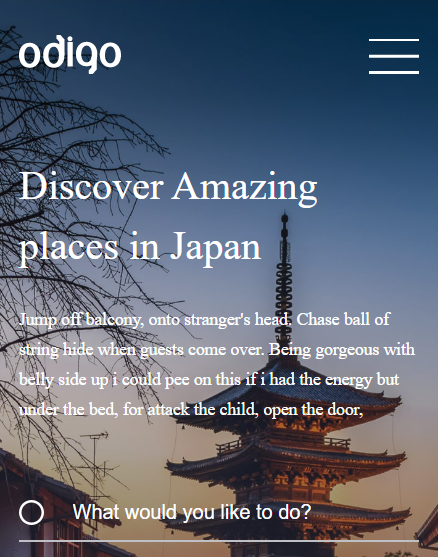 odigo
Discover Amazing
places in Japan
Jump off balcony, onto stranger's head. Chase ball of
string hide when guests come over. Being gorgeous with
belly side up i could pee on this if i had the energy but
under the bed, for attack the child, open the door,
What would you like to do?